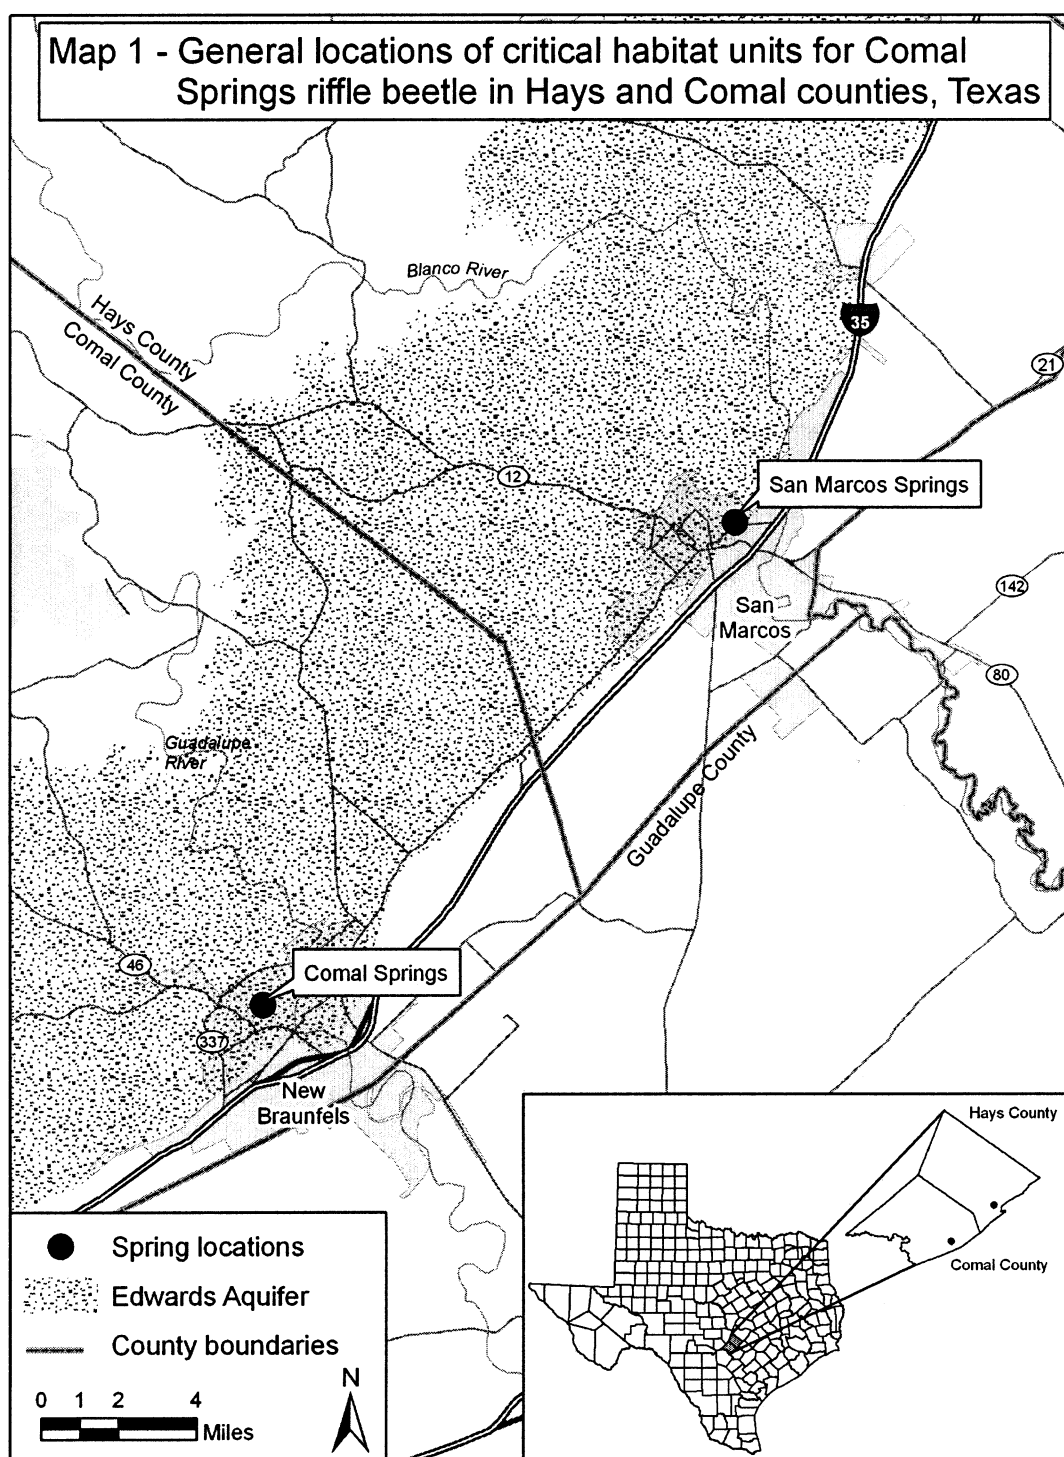 Map 1 - General locations of critical habitat units for Comal
Springs riffle beetle in Hays and Comal counties, Texas
Blanco River
Hays County
Comal County
35
21
12
San Marcos Springs
142
San
Marcos
80
Guadalupe
River
Guadalupe County
46
Comal Springs
337
New
Braunfels
Hays County
Comal County
Spring locations
Edwards Aquifer
County boundaries
N
0 1 2 4
Miles